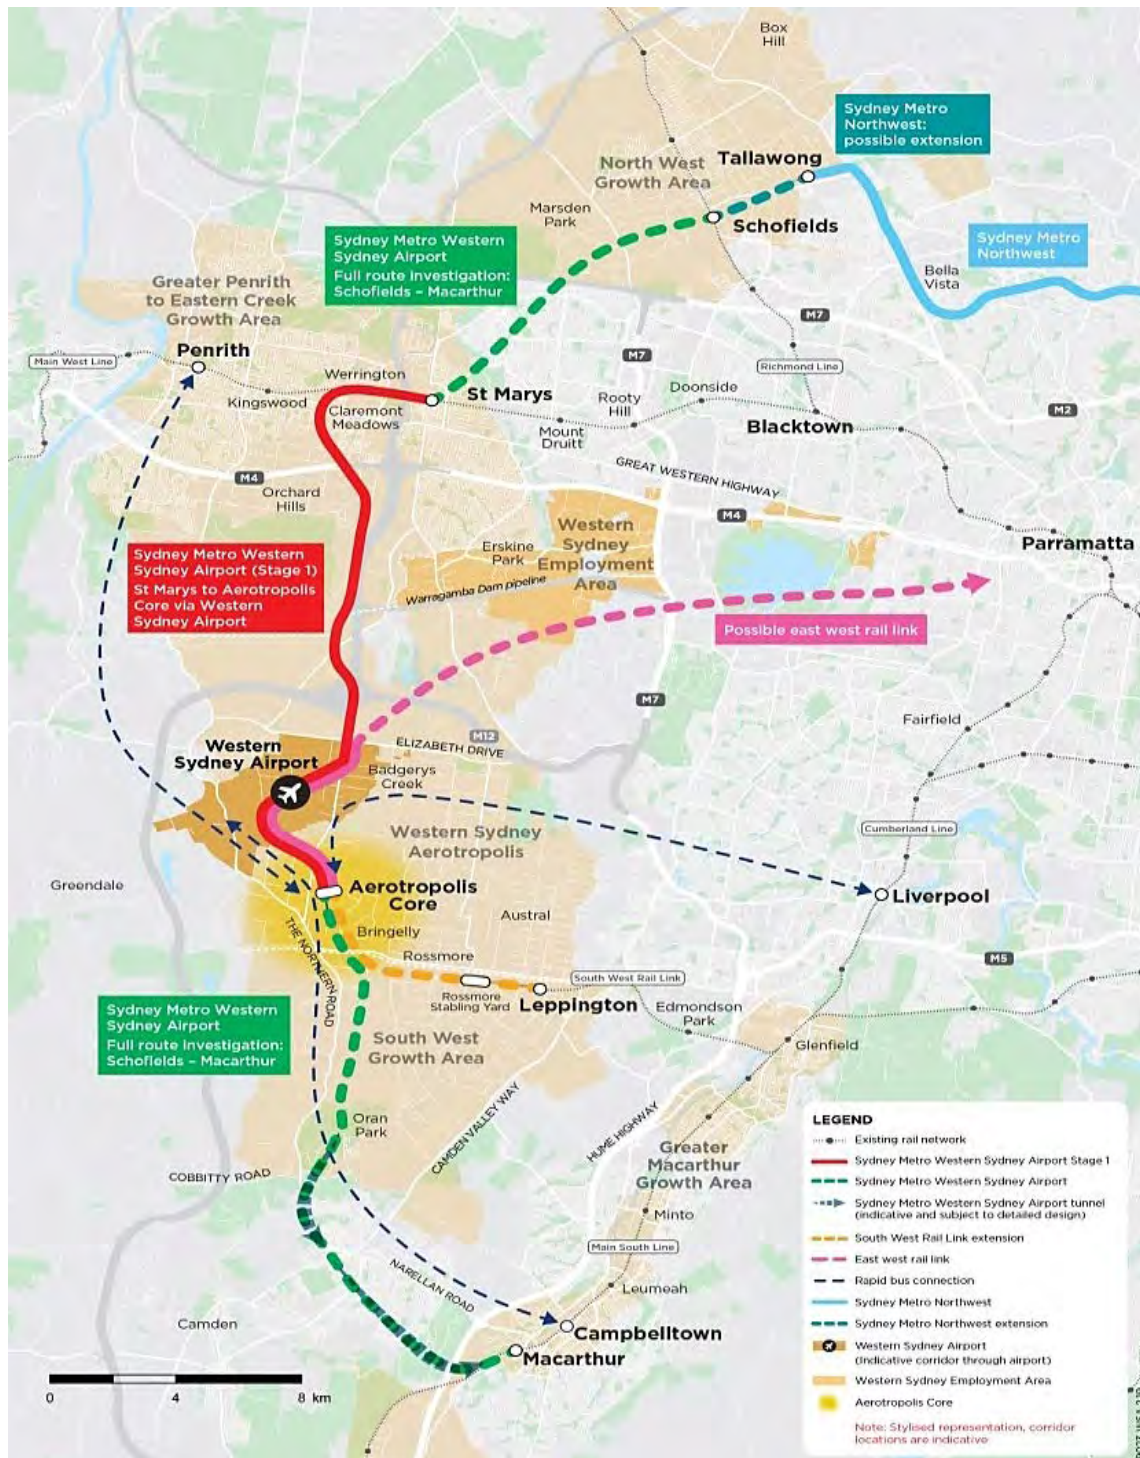 Box
Hill
Sydney Metro
Northwest:
possible extension
North West
Growth Area
Tallawong
Marsden
Park
Schofields
Sydney Metro Western
Sydney Airport
Full route investigation:
Schofields – Macarthur
Sydney Metro
Northwest
Bella
Vista
Greater Penrith
to Eastern Creek
Growth Area
M7
Penrith
Main West Line
M7
Richmond Line
Werrington
St Marys
Doonside
Kingswood
Claremont
Meadows
Rooty
Hill
M2
Mount
Druitt
Blacktown
GREAT WESTERN HIGHWAY
M4
Orchard
Hills
M4
Western
Sydney
Employment
Area
Erskine
Park
Parramatta
Sydney Metro Western
Sydney Airport (Stage 1)
St Marys to Aerotropolis
Core via Western
Sydney Airport
Warragamba Dam pipeline
Possible east west rail link
M7
Fairfield
M12
Western
Sydney Airport
ELIZABETH DRIVE
Badgerys
Creek
Western Sydney
Aerotropolis
Cumberland Line
Greendale
Aerotropolis
Core
Liverpool
Austral
Bringelly
THE NORTHERN ROAD
Rossmore
M5
South West Rail Link
Rossmore
Stabling Yard
Leppington
Edmondson
Park
Sydney Metro Western
Sydney Airport
Full route investigation:
Schofields – Macarthur
South West
Growth Area
Glenfield
Oran
Park
CAMDEN VALLEY WAY
HUME HIGHWAY
Greater
Macarthur
Growth Area
COBBITTY ROAD
Minto
Main South Line
NARELLAN ROAD
Leumeah
Camden
Campbelltown
Macarthur
0 4 8 km
LEGEND
Existing rail network
Sydney Metro Western Sydney Airport Stage 1
Sydney Metro Western Sydney Airport
Sydney Metro Western Sydney Airport tunnel
(indicative and subject to detailed design)
South West Rail Link extension
East west rail link
Rapid bus connection
Sydney Metro Northwest
Sydney Metro Northwest extension
Western Sydney Airport
(Indicative corridor through airport)
Western Sydney Employment Area
Aerotropolis Core
Note: Stylised representation, corridor
locations are indicative